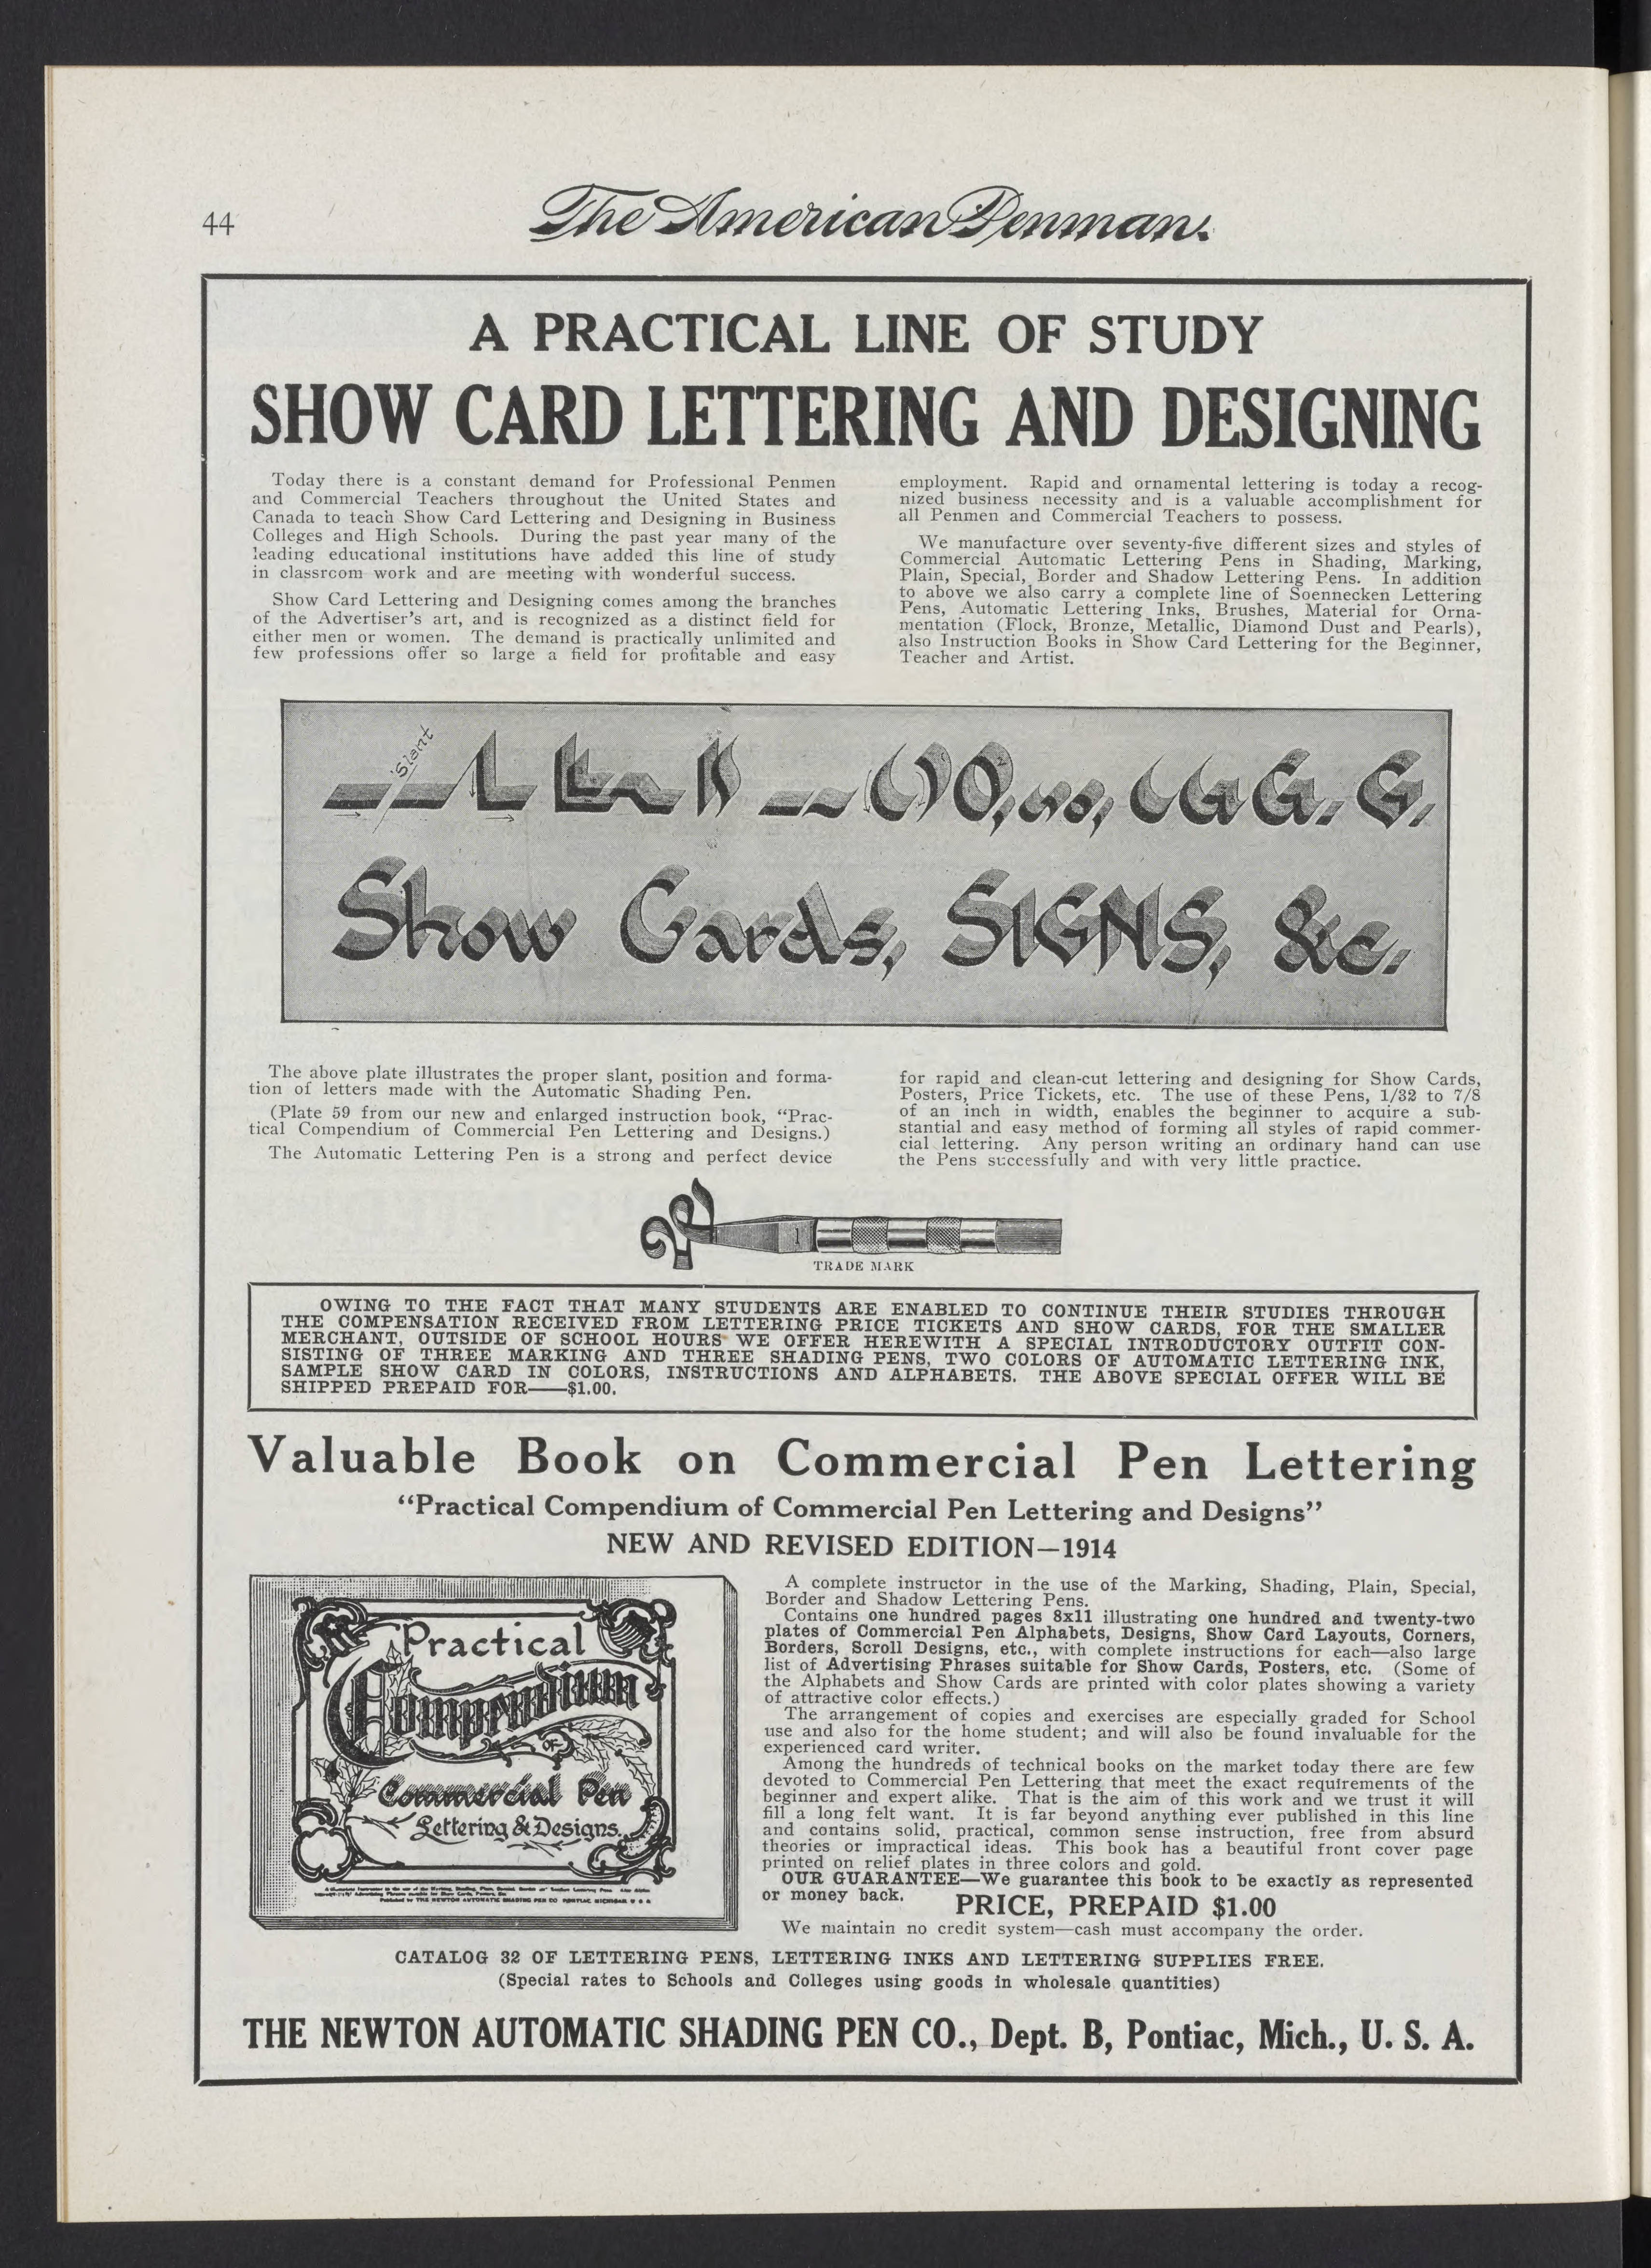 44
The American Penman.
A PRACTICAL LINE OF STUDY
SHOW CARD LETTERING AND DESIGNING
Today there is a constant demand for Professional Penmen
and Commercial Teachers throughout the United States and
Canada to teach Show Card Lettering and Designing in Business
Colleges and High Schools. During the past year many of the
leading educational institutions have added this line of study
in classrcom work and are meeting with wonderful success.
Show Card Lettering and Designing comes among the branches
of the Advertiser's art, and is recognized as a distinct field for
either men or women. The demand is practically unlimited and
few professions offer so large a field for profitable and easy
employment. Rapid and ornamental lettering is today a recog-
nized business necessity and is a valuable accomplishment for
all Penmen and Commercial Teachers to possess.
We manufacture over seventy-five different sizes and styles of
Commercial Automatic Lettering Pens in Shading, Marking,
Plain, Special, Border and Shadow Lettering Pens. In addition
to above we also carry a complete line of Soennecken Lettering
Pens, Automatic Lettering Inks, Brushes, Material for Orna-
mentation (Flock, Bronze, Metallic, Diamond Dust and Pearls),
also Instruction Books in Show Card Lettering for the Beginner,
Teacher and Artist.
Slant
Show Cards, SIGNS, &c.
The above plate illustrates the proper slant, position and forma-
tion of letters made with the Automatic Shading Pen.
(Plate 59 from our new and enlarged instruction book, "Prac-
tical Compendium of Commercial Pen Lettering and Designs.)
The Automatic Lettering Pen is a strong and perfect device
for rapid and clean-cut lettering and designing for Show Cards,
Posters, Price Tickets, etc. The use of these Pens, 1/32 to 7/8
of an inch in width, enables the beginner to acquire a sub-
stantial and easy method of forming all styles of rapid commer-
cial lettering. Any person writing an ordinary hand can use
the Pens successfully and with very little practice.
1
TRADE MARK
OWING TO THE FACT THAT MANY STUDENTS ARE ENABLED TO CONTINUE THEIR STUDIES THROUGH
THE COMPENSATION RECEIVED FROM LETTERING PRICE TICKETS AND SHOW CARDS, FOR THE SMALLER
MERCHANT, OUTSIDE OF SCHOOL HOURS WE OFFER HEREWITH A SPECIAL INTRODUCTORY OUTFIT CON-
SISTING OF THREE MARKING AND THREE SHADING PENS, TWO COLORS OF AUTOMATIC LETTERING INK,
SAMPLE SHOW CARD IN COLORS, INSTRUCTIONS AND ALPHABETS. THE ABOVE SPECIAL OFFER WILL BE
SHIPPED PREPAID FOR——$1.00.
Valuable Book on Commercial Pen Lettering
"Practical Compendium of Commercial Pen Lettering and Designs"
NEW AND REVISED EDITION—1914
Practical
Compendium
OF
Commercial Pen
Lettering & Designs.
Published by THE NEWTON AUTOMATIC SHADING PEN CO PONTIAC MICHIGAN U S A
A complete instructor in the use of the Marking, Shading, Plain, Special,
Border and Shadow Lettering Pens.
Contains one hundred pages 8x11 illustrating one hundred and twenty-two
plates of Commercial Pen Alphabets, Designs, Show Card Layouts, Corners,
Borders, Scroll Designs, etc., with complete instructions for each—also large
list of Advertising Phrases suitable for Show Cards, Posters, etc. (Some of
the Alphabets and Show Cards are printed with color plates showing a variety
of attractive color effects.)
The arrangement of copies and exercises are especially graded for School
use and also for the home student; and will also be found invaluable for the
experienced card writer.
Among the hundreds of technical books on the market today there are few
devoted to Commercial Pen Lettering that meet the exact requirements of the
beginner and expert alike. That is the aim of this work and we trust it will
fill a long felt want. It is far beyond anything ever published in this line
and contains solid, practical, common sense instruction, free from absurd
theories or impractical ideas. This book has a beautiful front cover page
printed on relief plates in three colors and gold.
OUR GUARANTEE—We guarantee this book to be exactly as represented
or money back. PRICE, PREPAID $1.00
We maintain no credit system—cash must accompany the order.
CATALOG 32 OF LETTERING PENS, LETTERING INKS AND LETTERING SUPPLIES FREE.
(Special rates to Schools and Colleges using goods in wholesale quantities)
THE NEWTON AUTOMATIC SHADING PEN CO., Dept. B, Pontiac, Mich., U. S. A.